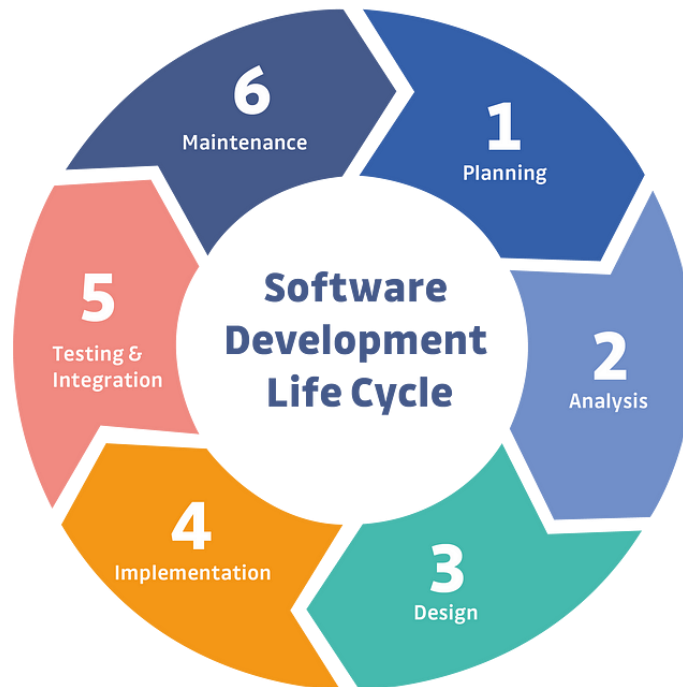 Software
Development
Life Cycle
1
Planning
2
Analysis
3
Design
4
Implementation
5
Testing &
Integration
6
Maintenance